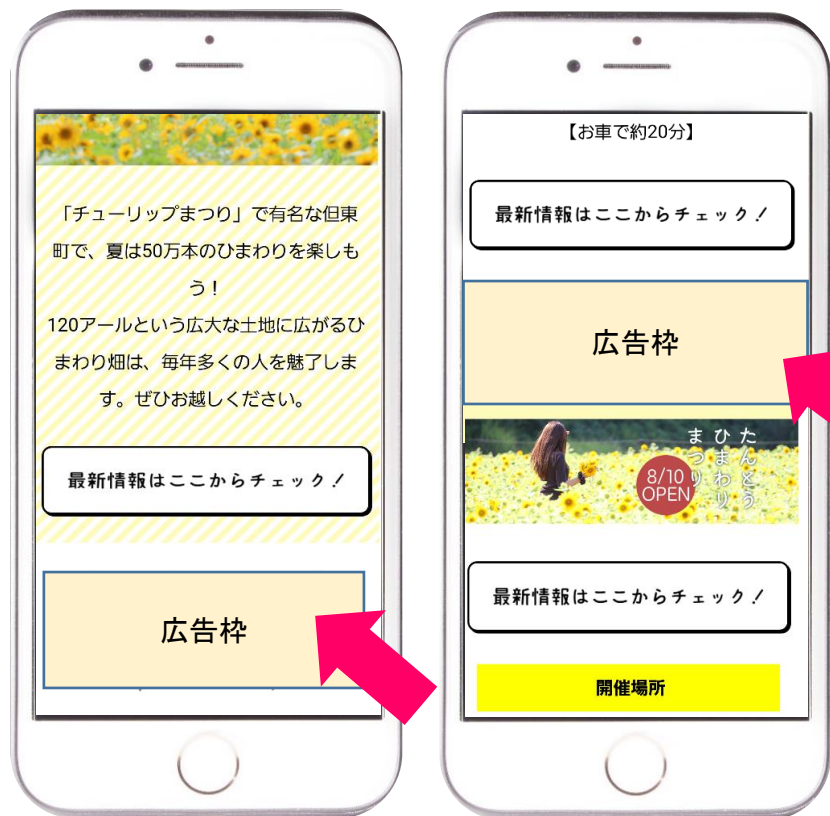 「チューリップまつり」で有名な但東
町で、夏は50万本のひまわりを楽しも
う！
120アールという広大な土地に広がるひ
まわり畑は、毎年多くの人を魅了しま
す。ぜひお越しください。
最新情報はここからチェック！
広告枠
【お車で約20分】
最新情報はここからチェック！
広告枠
たんとう
ひまわり
まつり
8/10
OPEN
最新情報はここからチェック！
開催場所